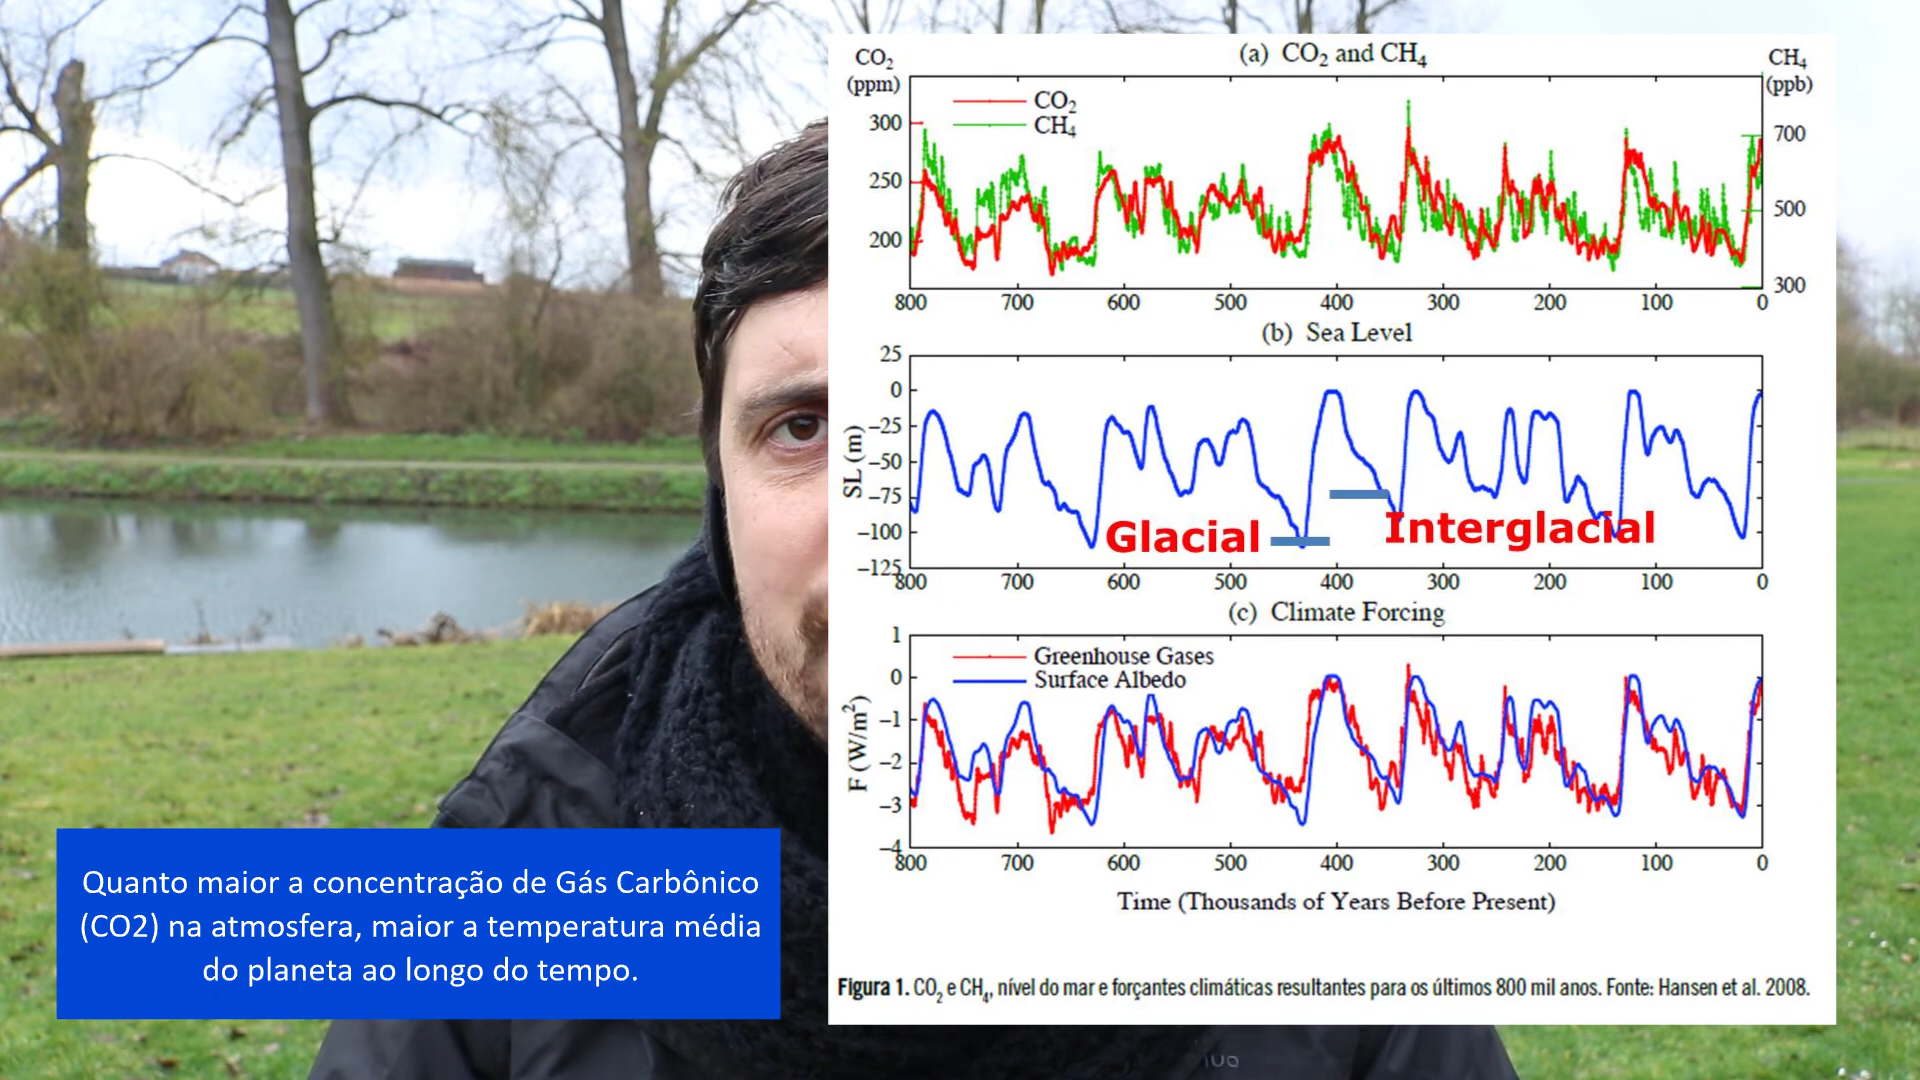 (a) CO₂ and CH₄
CO₂
(ppm)
CH₄
(ppb)
CO₂
CH₄
300
250
200
700
500
300
800 700 600 500 400 300 200 100 0
(b) Sea Level
25
0
−25
−50
−75
−100
−125
SL (m)
Glacial
Interglacial
800 700 600 500 400 300 200 100 0
(c) Climate Forcing
1
0
−1
−2
−3
−4
F (W/m²)
Greenhouse Gases
Surface Albedo
800 700 600 500 400 300 200 100 0
Time (Thousands of Years Before Present)
Figura 1. CO₂ e CH₄, nível do mar e forçantes climáticas resultantes para os últimos 800 mil anos. Fonte: Hansen et al. 2008.
Quanto maior a concentração de Gás Carbônico
(CO2) na atmosfera, maior a temperatura média
do planeta ao longo do tempo.